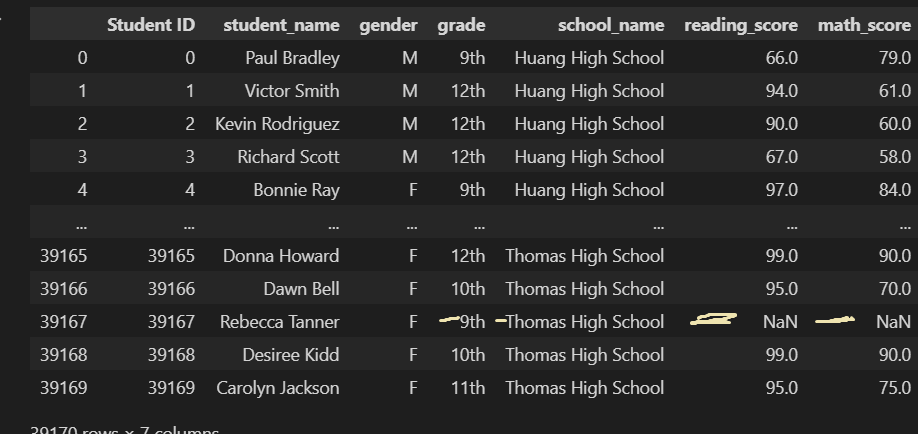 Student ID student_name gender grade school_name reading_score math_score
0 0 Paul Bradley M 9th Huang High School 66.0 79.0
1 1 Victor Smith M 12th Huang High School 94.0 61.0
2 2 Kevin Rodriguez M 12th Huang High School 90.0 60.0
3 3 Richard Scott M 12th Huang High School 67.0 58.0
4 4 Bonnie Ray F 9th Huang High School 97.0 84.0
... ... ... ... ... ... ... ...
39165 39165 Donna Howard F 12th Thomas High School 99.0 90.0
39166 39166 Dawn Bell F 10th Thomas High School 95.0 70.0
39167 39167 Rebecca Tanner F 9th Thomas High School NaN NaN
39168 39168 Desiree Kidd F 10th Thomas High School 99.0 90.0
39169 39169 Carolyn Jackson F 11th Thomas High School 95.0 75.0
39170 rows × 7 columns